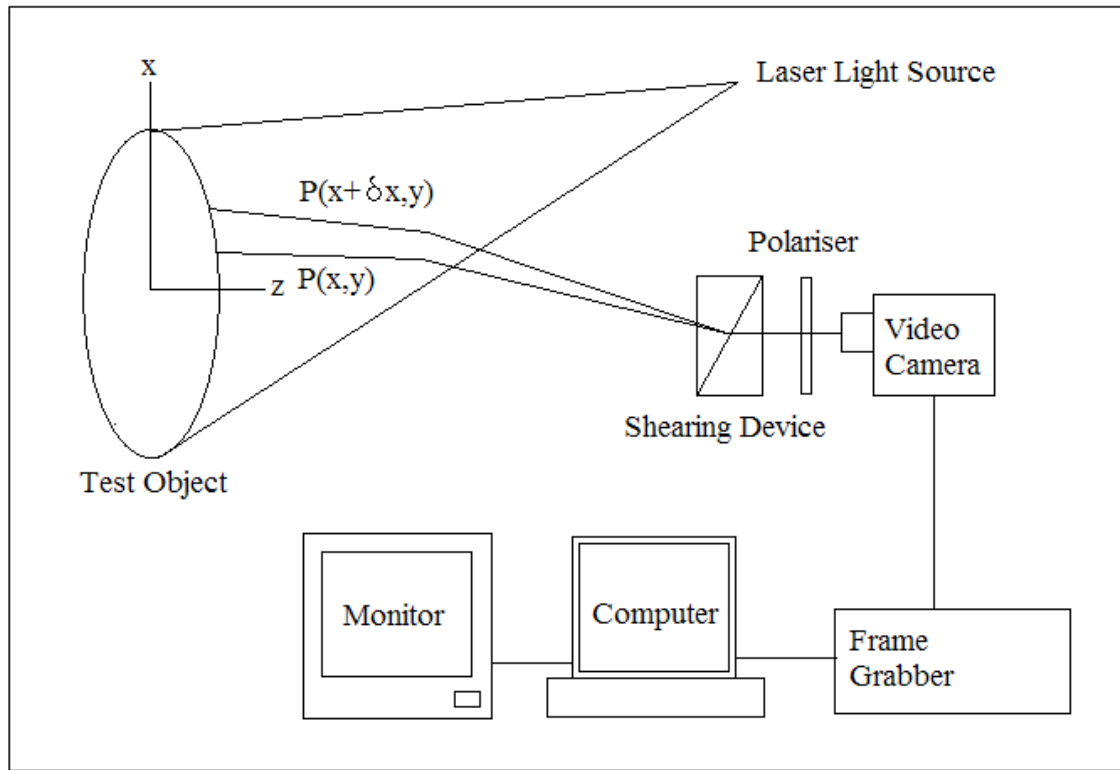 x
Laser Light Source
P(x+δx,y)
Polariser
z
P(x,y)
Video
Camera
Shearing Device
Test Object
Monitor
Computer
Frame
Grabber